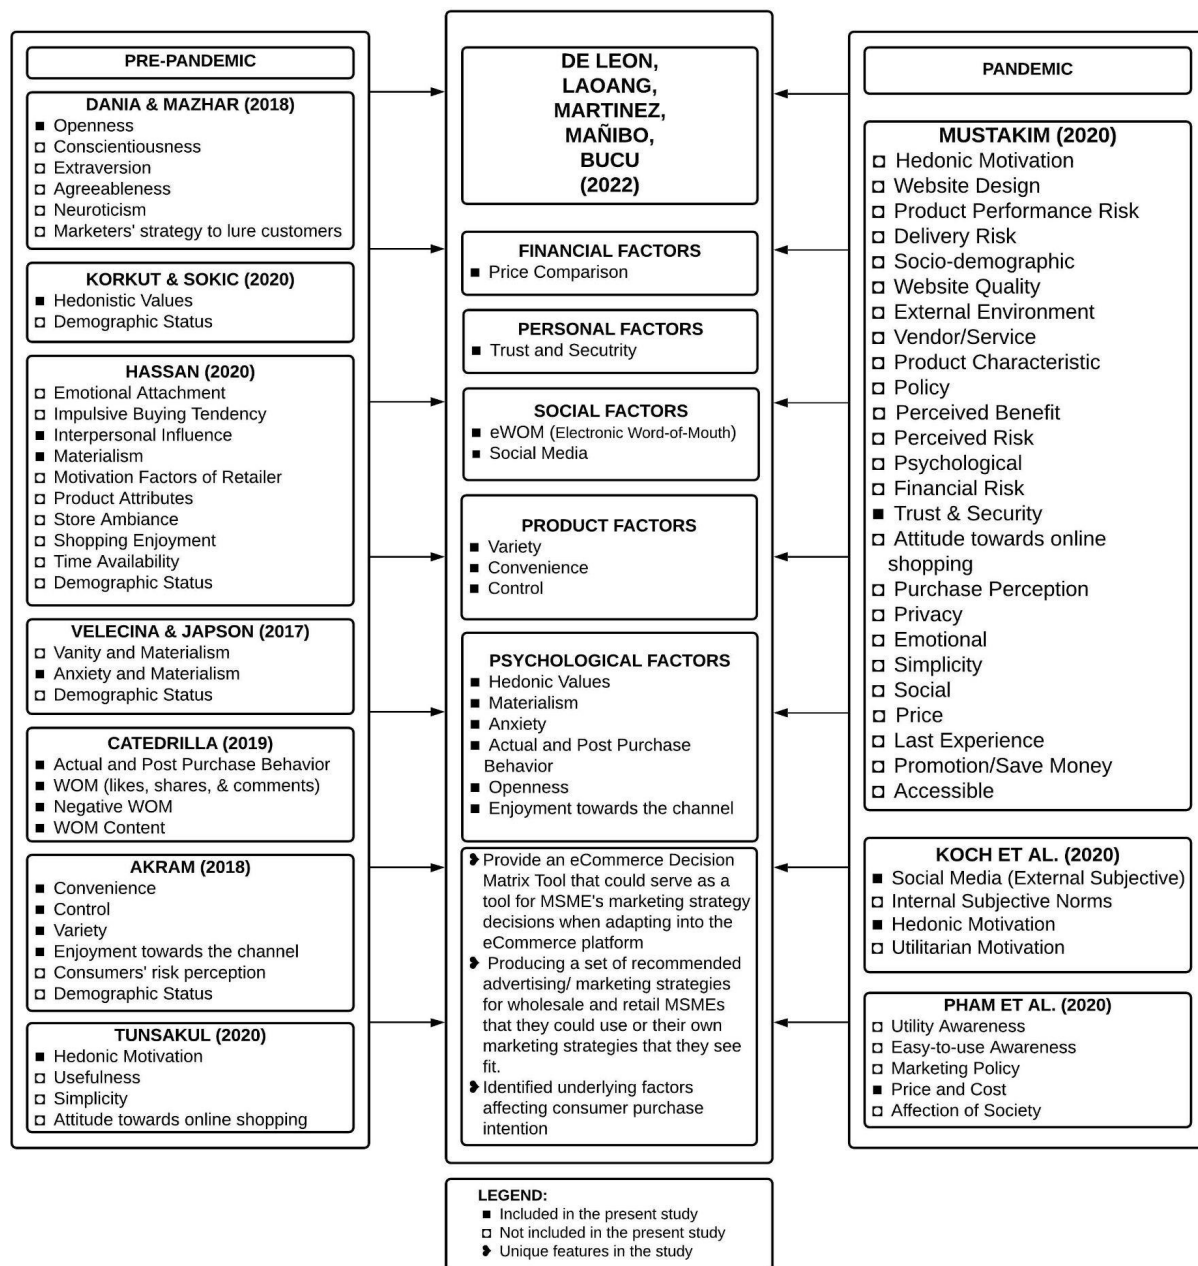 PRE-PANDEMIC
DANIA & MAZHAR (2018)
■ Openness
◘ Conscientiousness
◘ Extraversion
◘ Agreeableness
◘ Neuroticism
◘ Marketers' strategy to lure customers
KORKUT & SOKIC (2020)
■ Hedonistic Values
◘ Demographic Status
HASSAN (2020)
◘ Emotional Attachment
◘ Impulsive Buying Tendency
■ Interpersonal Influence
■ Materialism
◘ Motivation Factors of Retailer
◘ Product Attributes
◘ Store Ambiance
◘ Shopping Enjoyment
◘ Time Availability
◘ Demographic Status
VELECINA & JAPSON (2017)
◘ Vanity and Materialism
■ Anxiety and Materialism
◘ Demographic Status
CATEDRILLA (2019)
■ Actual and Post Purchase Behavior
■ WOM (likes, shares, & comments)
■ Negative WOM
■ WOM Content
AKRAM (2018)
■ Convenience
■ Control
■ Variety
■ Enjoyment towards the channel
◘ Consumers' risk perception
◘ Demographic Status
TUNSAKUL (2020)
■ Hedonic Motivation
◘ Usefulness
◘ Simplicity
◘ Attitude towards online shopping
DE LEON,
LAOANG,
MARTINEZ,
MAÑIBO,
BUCU
(2022)
FINANCIAL FACTORS
■ Price Comparison
PERSONAL FACTORS
■ Trust and Secutrity
SOCIAL FACTORS
■ eWOM (Electronic Word-of-Mouth)
■ Social Media
PRODUCT FACTORS
■ Variety
■ Convenience
■ Control
PSYCHOLOGICAL FACTORS
■ Hedonic Values
■ Materialism
■ Anxiety
■ Actual and Post Purchase
Behavior
■ Openness
■ Enjoyment towards the channel
❥ Provide an eCommerce Decision
Matrix Tool that could serve as a
tool for MSME's marketing strategy
decisions when adapting into the
eCommerce platform
❥ Producing a set of recommended
advertising/ marketing strategies
for wholesale and retail MSMEs
that they could use or their own
marketing strategies that they see
fit.
❥ Identified underlying factors
affecting consumer purchase
intention
LEGEND:
■ Included in the present study
◘ Not included in the present study
❥ Unique features in the study
PANDEMIC
MUSTAKIM (2020)
◘ Hedonic Motivation
◘ Website Design
◘ Product Performance Risk
◘ Delivery Risk
◘ Socio-demographic
◘ Website Quality
◘ External Environment
◘ Vendor/Service
◘ Product Characteristic
◘ Policy
◘ Perceived Benefit
◘ Perceived Risk
◘ Psychological
◘ Financial Risk
■ Trust & Security
◘ Attitude towards online
shopping
◘ Purchase Perception
◘ Privacy
◘ Emotional
◘ Simplicity
◘ Social
◘ Price
◘ Last Experience
◘ Promotion/Save Money
◘ Accessible
KOCH ET AL. (2020)
■ Social Media (External Subjective)
◘ Internal Subjective Norms
■ Hedonic Motivation
◘ Utilitarian Motivation
PHAM ET AL. (2020)
◘ Utility Awareness
◘ Easy-to-use Awareness
◘ Marketing Policy
■ Price and Cost
◘ Affection of Society